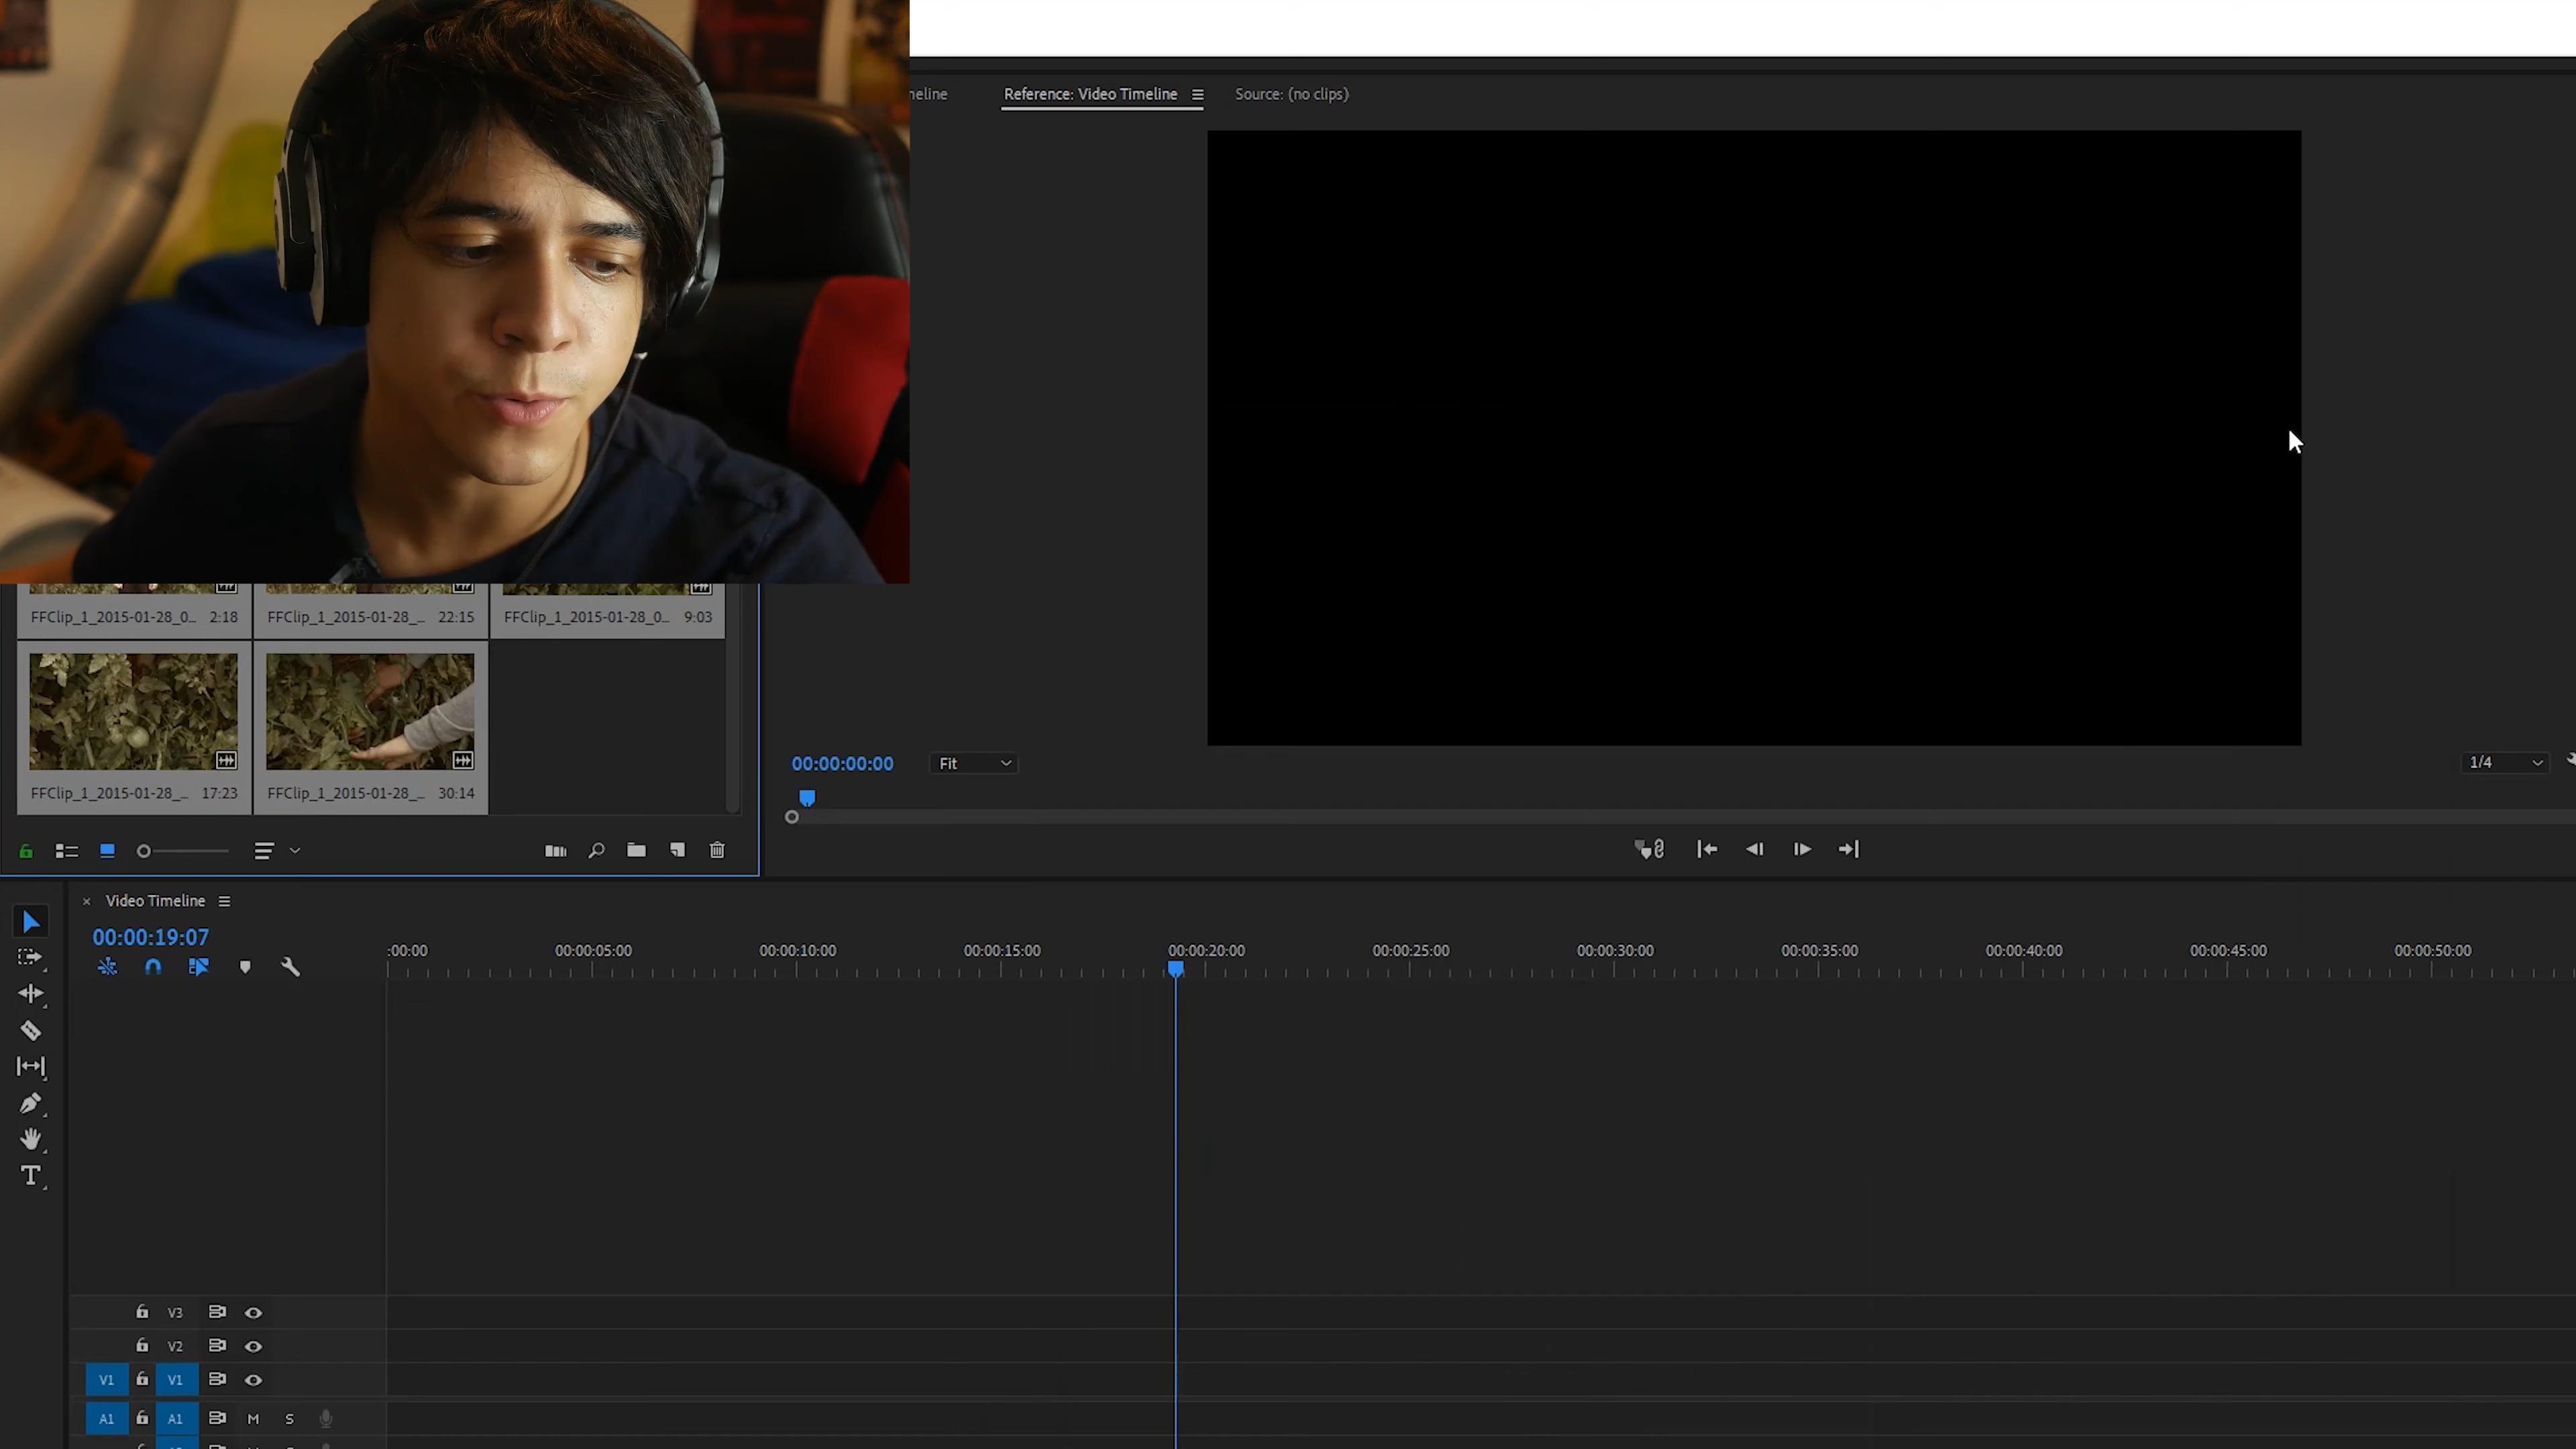 neline
Reference: Video Timeline
Source: (no clips)
FFClip_1_2015-01-28_0... 2:18
FFClip_1_2015-01-28_... 22:15
FFClip_1_2015-01-28_0... 9:03
FFClip_1_2015-01-28_... 17:23
FFClip_1_2015-01-28_... 30:14
00:00:00:00
Fit
1/4
× Video Timeline
00:00:19:07
:00:00
00:00:05:00
00:00:10:00
00:00:15:00
00:00:20:00
00:00:25:00
00:00:30:00
00:00:35:00
00:00:40:00
00:00:45:00
00:00:50:00
T
V3
V2
V1 V1
A1 A1 M S